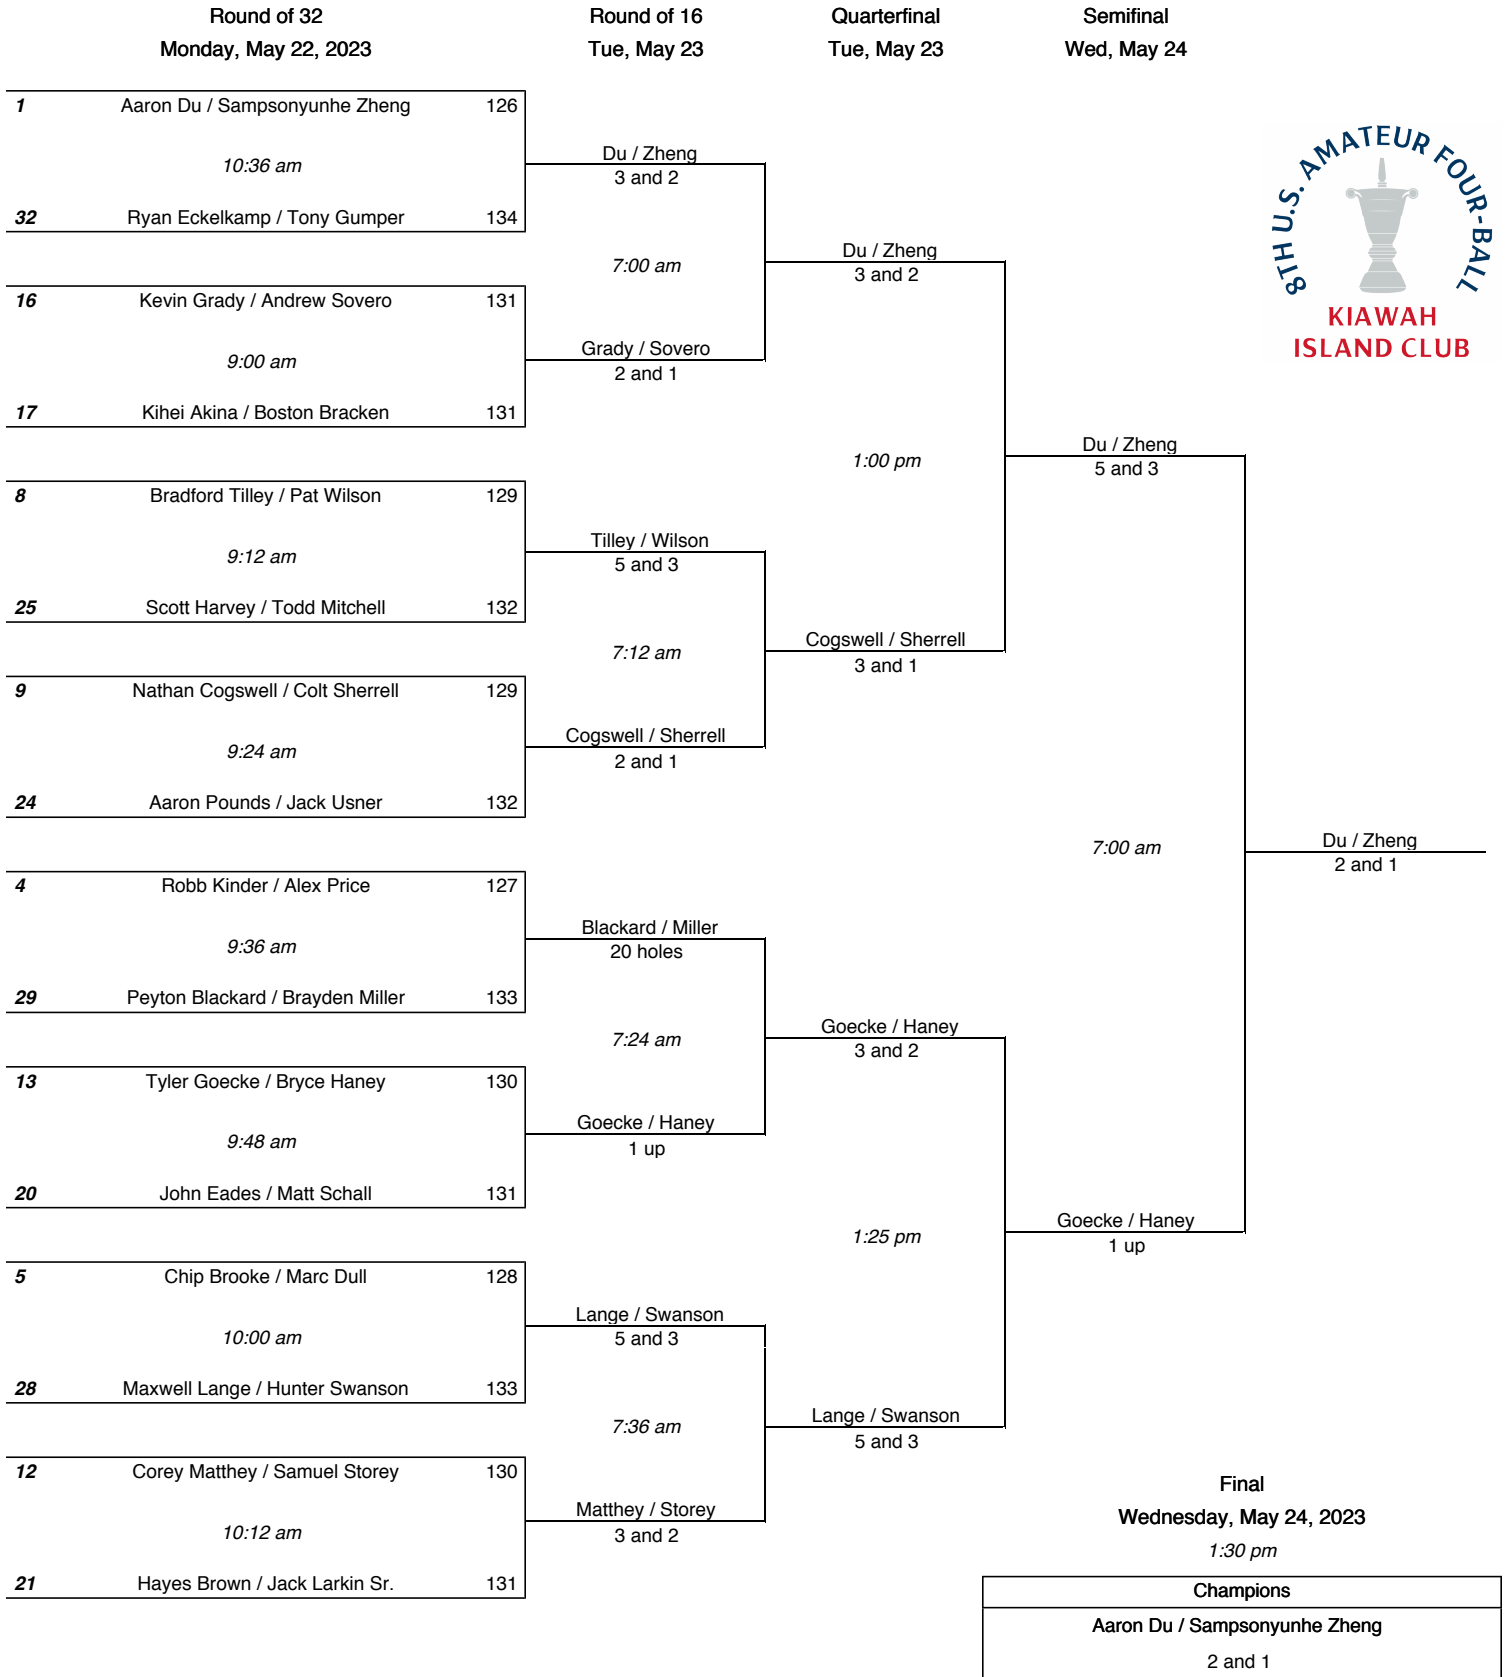 Round of 32
Monday, May 22, 2023
Round of 16
Tue, May 23
Quarterfinal
Tue, May 23
Semifinal
Wed, May 24
8TH U.S. AMATEUR FOUR-BALL
KIAWAH
ISLAND CLUB
1 Aaron Du / Sampsonyunhe Zheng 126
10:36 am
32 Ryan Eckelkamp / Tony Gumper 134
16 Kevin Grady / Andrew Sovero 131
9:00 am
17 Kihei Akina / Boston Bracken 131
8 Bradford Tilley / Pat Wilson 129
9:12 am
25 Scott Harvey / Todd Mitchell 132
9 Nathan Cogswell / Colt Sherrell 129
9:24 am
24 Aaron Pounds / Jack Usner 132
4 Robb Kinder / Alex Price 127
9:36 am
29 Peyton Blackard / Brayden Miller 133
13 Tyler Goecke / Bryce Haney 130
9:48 am
20 John Eades / Matt Schall 131
5 Chip Brooke / Marc Dull 128
10:00 am
28 Maxwell Lange / Hunter Swanson 133
12 Corey Matthey / Samuel Storey 130
10:12 am
21 Hayes Brown / Jack Larkin Sr. 131
Du / Zheng
3 and 2
7:00 am
Grady / Sovero
2 and 1
Tilley / Wilson
5 and 3
7:12 am
Cogswell / Sherrell
2 and 1
Blackard / Miller
20 holes
7:24 am
Goecke / Haney
1 up
Lange / Swanson
5 and 3
7:36 am
Matthey / Storey
3 and 2
Du / Zheng
3 and 2
1:00 pm
Cogswell / Sherrell
3 and 1
Goecke / Haney
3 and 2
1:25 pm
Lange / Swanson
5 and 3
Du / Zheng
5 and 3
7:00 am
Goecke / Haney
1 up
Du / Zheng
2 and 1
Final
Wednesday, May 24, 2023
1:30 pm
Champions
Aaron Du / Sampsonyunhe Zheng
2 and 1